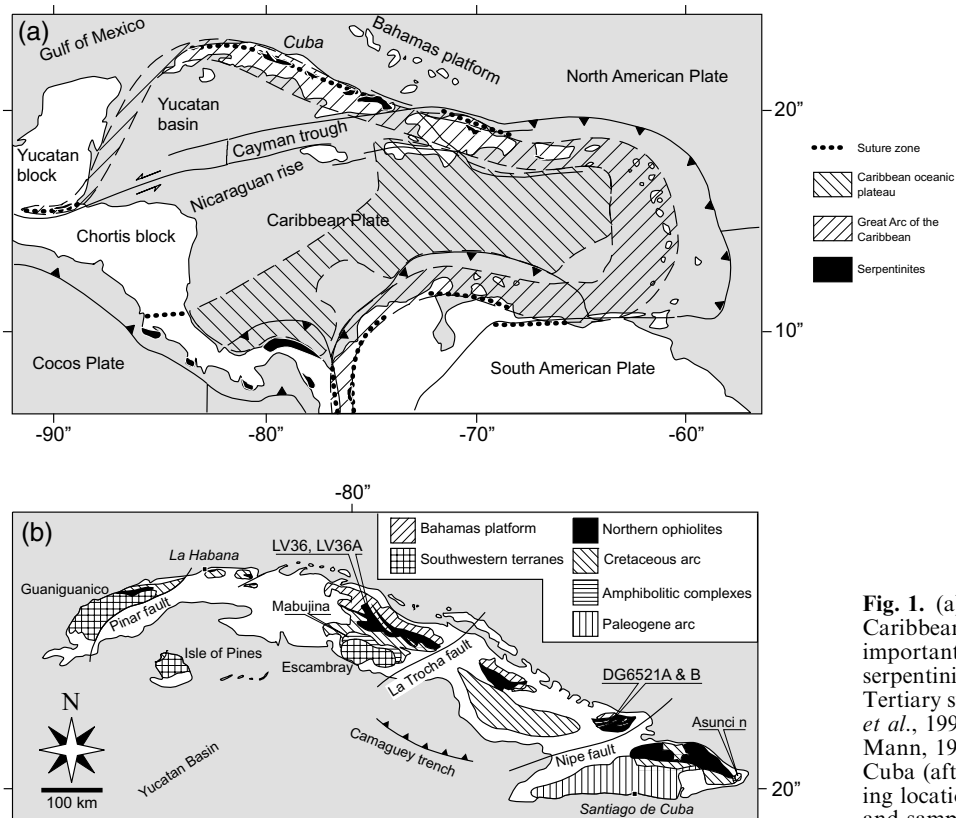 (a)
Gulf of Mexico
Cuba
Bahamas platform
North American Plate
Yucatan
basin
20”
Cayman trough
Yucatan
block
Nicaraguan rise
Caribbean Plate
Chortis block
10”
Cocos Plate
South American Plate
-90”
-80”
-70”
-60”
Suture zone
Caribbean oceanic
plateau
Great Arc of the
Caribbean
Serpentinites
-80”
(b)
Bahamas platform
Southwestern terranes
Northern ophiolites
Cretaceous arc
Amphibolitic complexes
Paleogene arc
LV36, LV36A
La Habana
Guaniguanico
Pinar fault
Mabujina
Isle of Pines
Escambray
La Trocha fault
DG6521A & B
Asunci n
N
Camaguey trench
Nipe fault
Yucatan Basin
100 km
20”
Santiago de Cuba
Fig. 1. (a
Caribbean
important
serpentini
Tertiary s
et al., 199
Mann, 19
Cuba (afte
ing locatio
and sampl